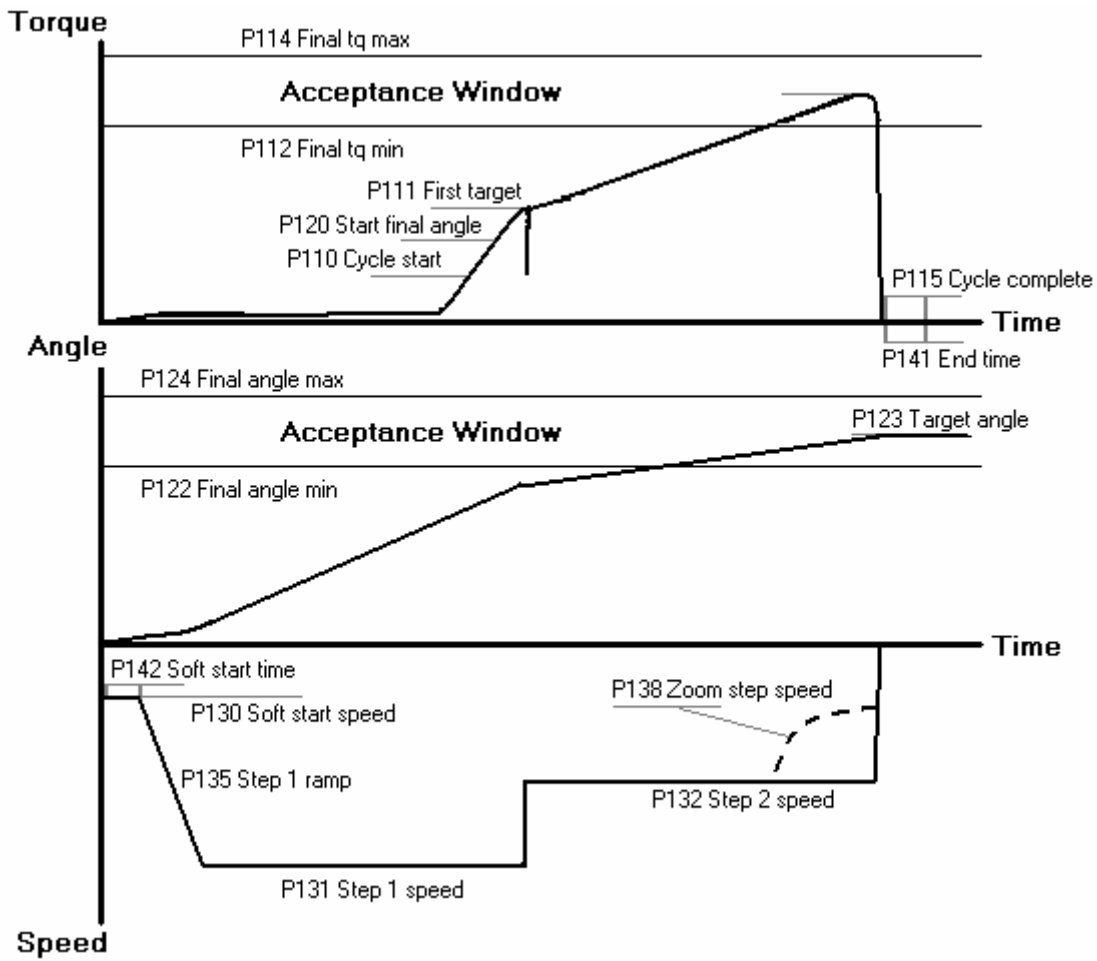 Torque
P114 Final tq max
Acceptance Window
P112 Final tq min
P111 First target
P120 Start final angle
P110 Cycle start
P115 Cycle complete
Time
P141 End time
Angle
P124 Final angle max
P123 Target angle
Acceptance Window
P122 Final angle min
Time
P142 Soft start time
P138 Zoom step speed
P130 Soft start speed
P135 Step 1 ramp
P132 Step 2 speed
P131 Step 1 speed
Speed